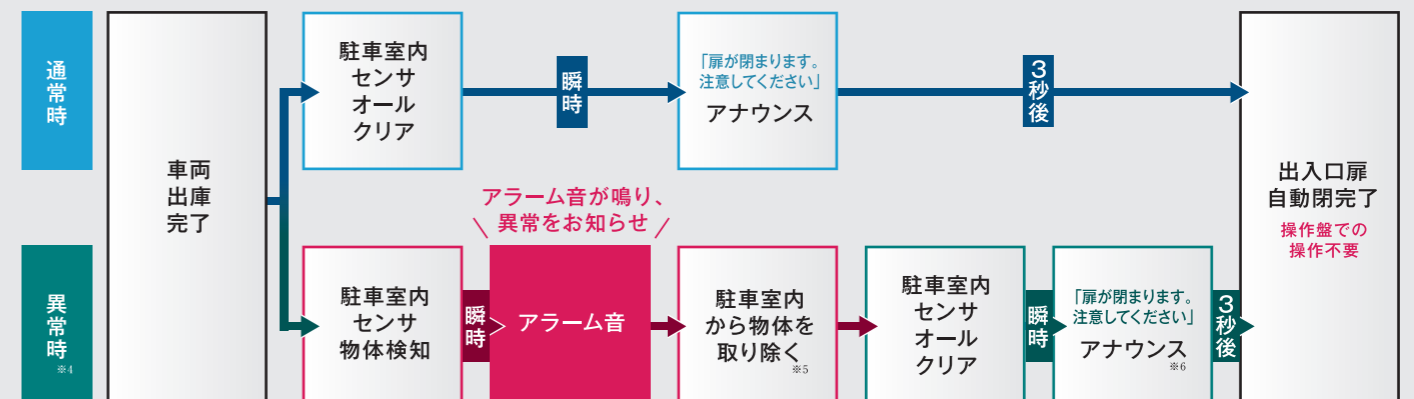 通常時
車両
出庫
完了
駐車室内
センサ
オール
クリア
瞬時
「扉が閉まります。
注意してください」
アナウンス
3秒後
出入口扉
自動閉完了
操作盤での
操作不要
アラーム音が鳴り、
異常をお知らせ
異常時
※4
駐車室内
センサ
物体検知
瞬時
アラーム音
駐車室内
から物体を
取り除く
※5
駐車室内
センサ
オール
クリア
瞬時
「扉が閉まります。
注意してください」
アナウンス
※6
3秒後